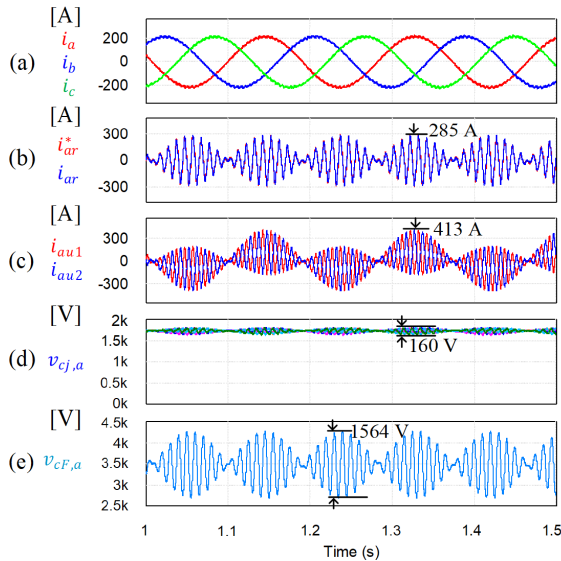 [A]
200
(a) i_a i_b i_c
0
-200
[A]
300
(b) i*_ar i_ar
0
-300
285 A
[A]
300
(c) i_au1 i_au2
0
-300
413 A
[V]
2k
1.5k
(d) v_cj,a
1k
0.5k
0k
160 V
[V]
4.5k
4.5k
(e) v_cF,a
3.5k
2.5k
1564 V
1 1.1 1.2 1.3 1.4 1.5
Time (s)